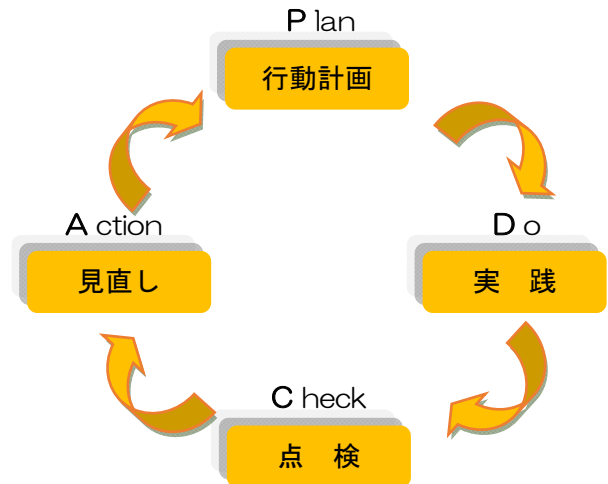 Plan
行動計画
Action
Do
見直し
実　践
Check
点　検